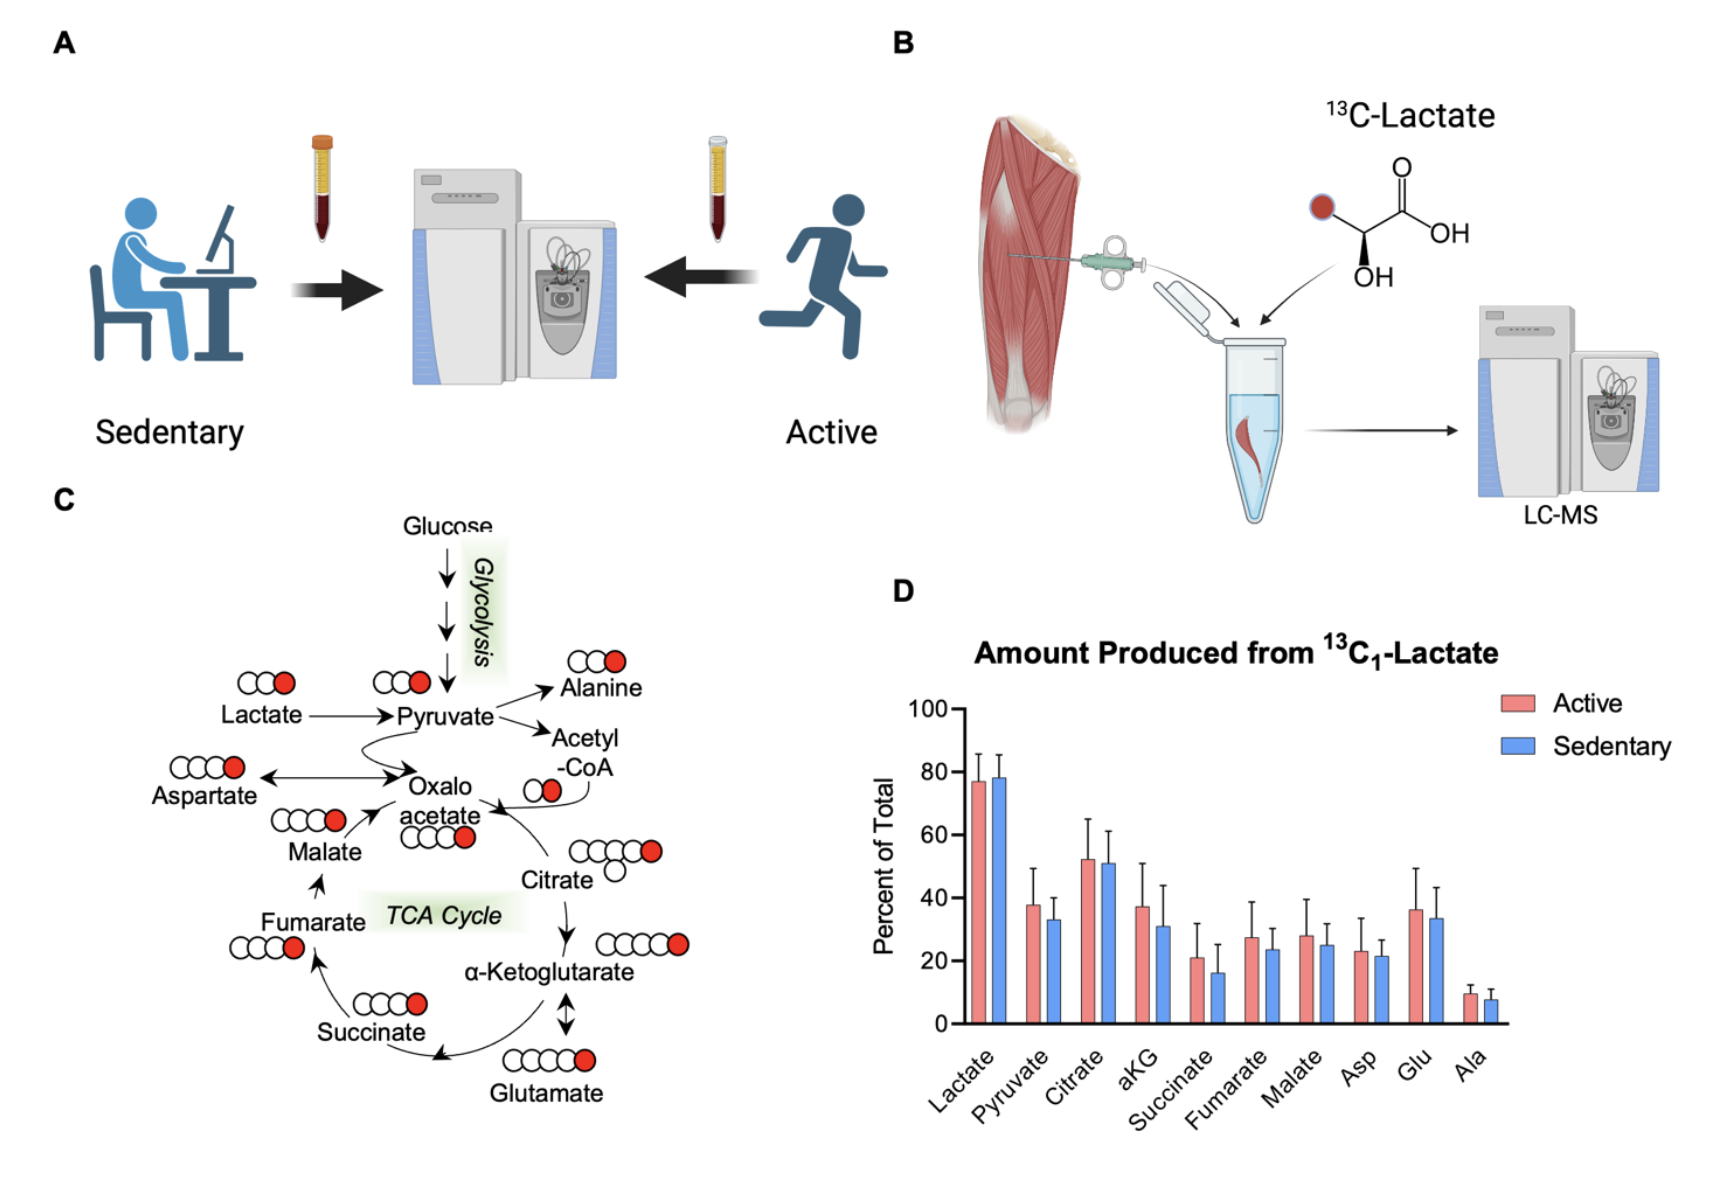 A
Sedentary
Active
B
¹³C-Lactate
O
OH
OH
LC-MS
C
Glucose
Glycolysis
Alanine
Lactate
Pyruvate
Acetyl
-CoA
Aspartate
Oxalo
acetate
Malate
Citrate
Fumarate
TCA Cycle
α-Ketoglutarate
Succinate
Glutamate
D
Amount Produced from ¹³C₁-Lactate
Active
Sedentary
Percent of Total
100
80
60
40
20
0
Lactate
Pyruvate
Citrate
aKG
Succinate
Fumarate
Malate
Asp
Glu
Ala